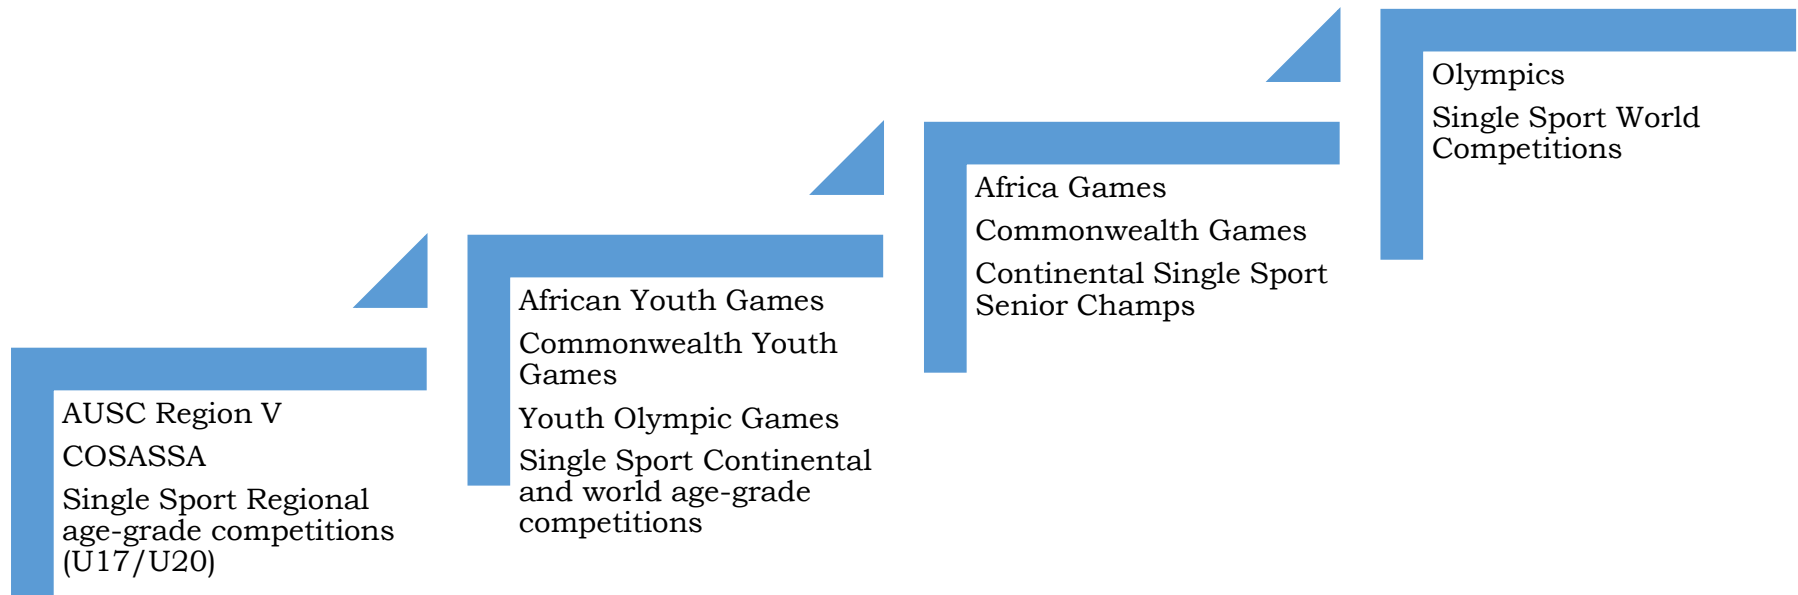 AUSC Region V
COSASSA
Single Sport Regional
age-grade competitions
(U17/U20)
African Youth Games
Commonwealth Youth
Games
Youth Olympic Games
Single Sport Continental
and world age-grade
competitions
Africa Games
Commonwealth Games
Continental Single Sport
Senior Champs
Olympics
Single Sport World
Competitions